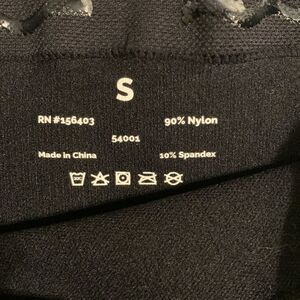 S
RN #156403 90% Nylon
54001
Made in China 10% Spandex